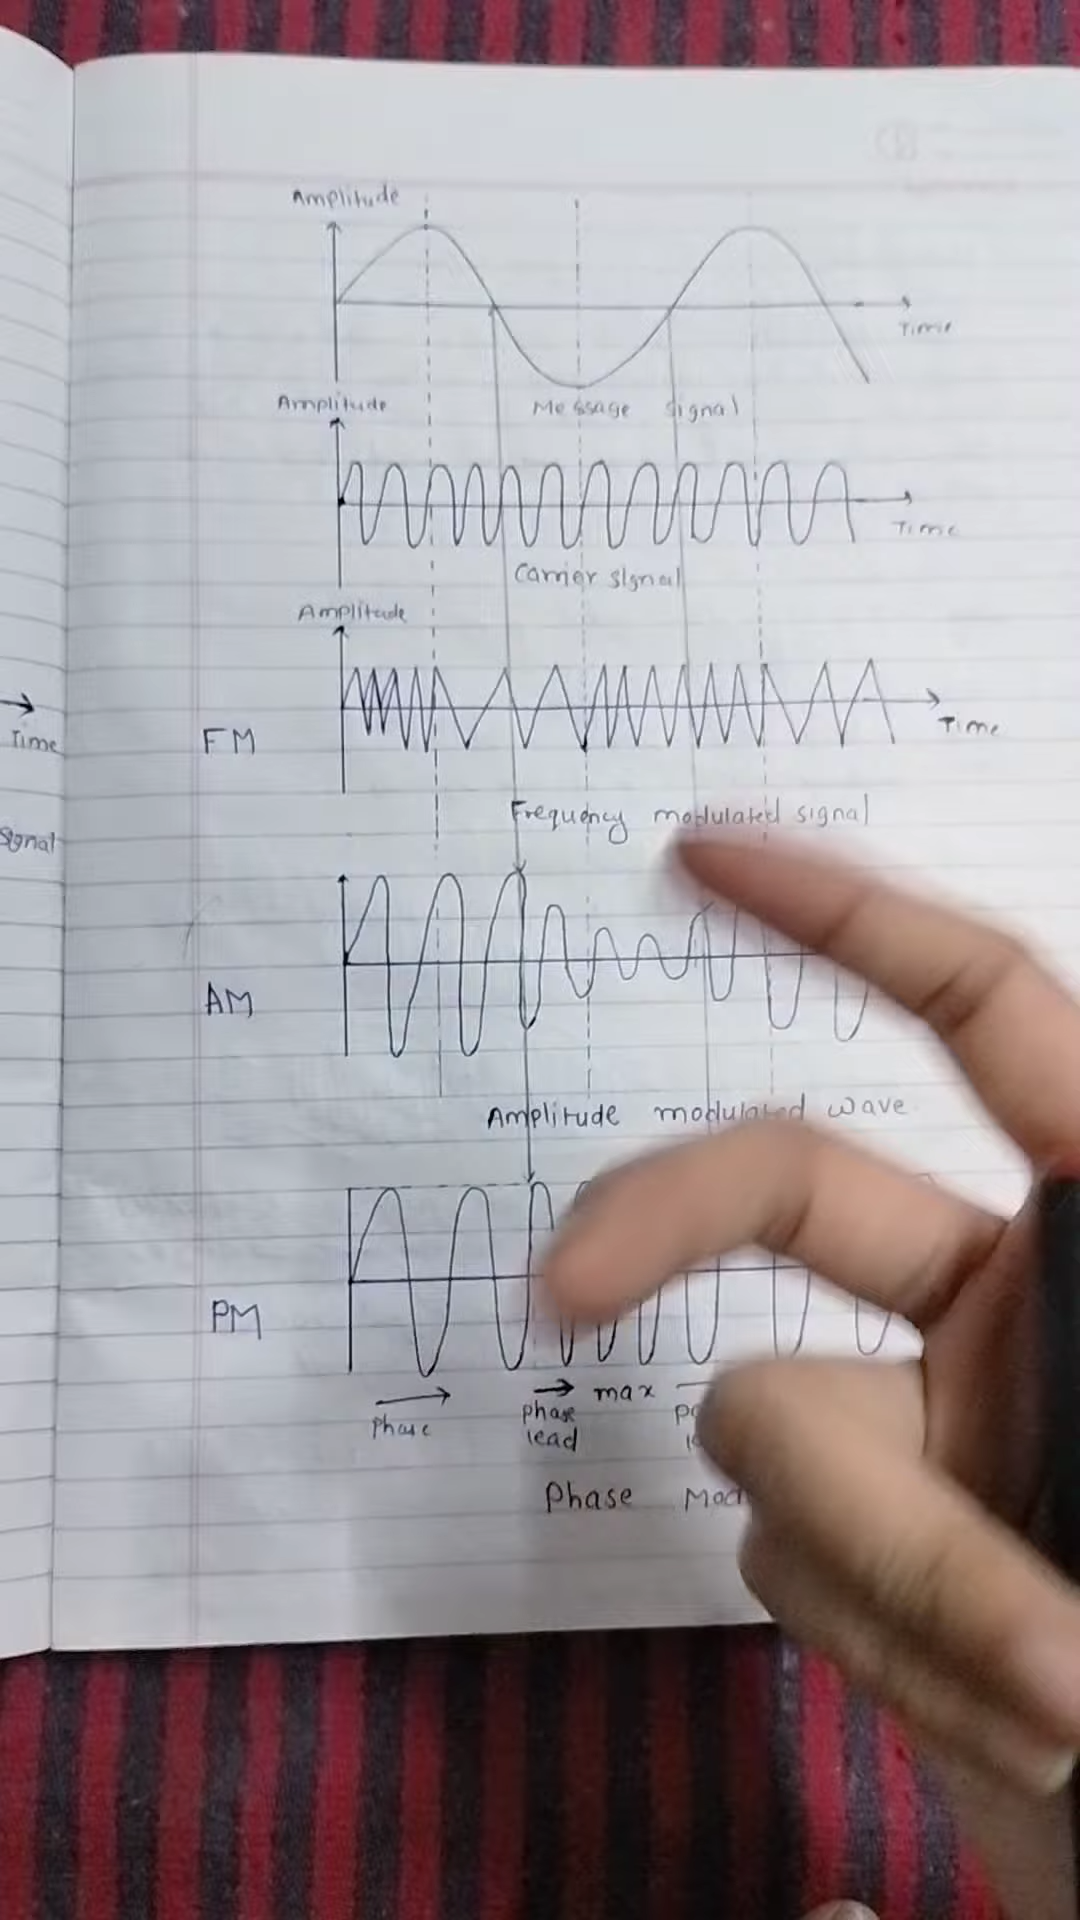 Amplitude
Time
Message signal
Amplitude
Time
Carrier signal
Amplitude
Time
FM
Time
Frequency modulated signal
Signal
AM
Amplitude modulated wave
PM
Phase
phase lead
max
Phase